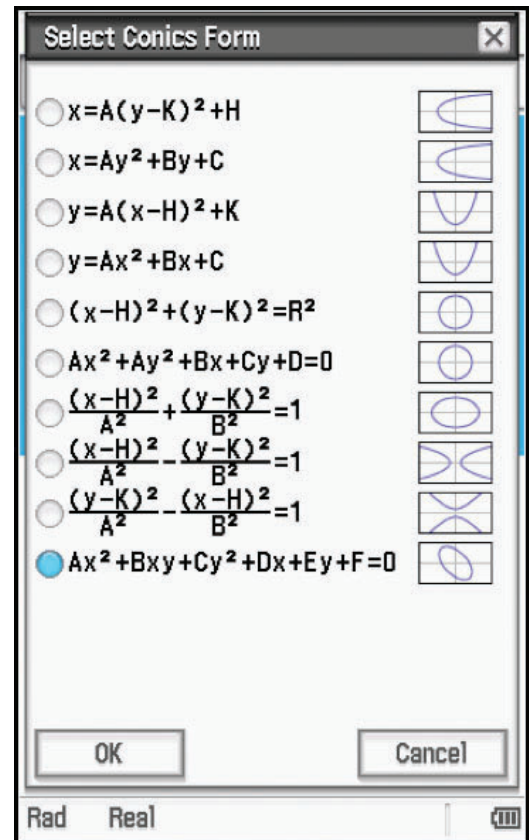 Select Conics Form
x=A(y-K)²+H
x=Ay²+By+C
y=A(x-H)²+K
y=Ax²+Bx+C
(x-H)²+(y-K)²=R²
Ax²+Ay²+Bx+Cy+D=0
(x-H)²/A²+(y-K)²/B²=1
(x-H)²/A²-(y-K)²/B²=1
(y-K)²/A²-(x-H)²/B²=1
Ax²+Bxy+Cy²+Dx+Ey+F=0
OK Cancel
Rad Real